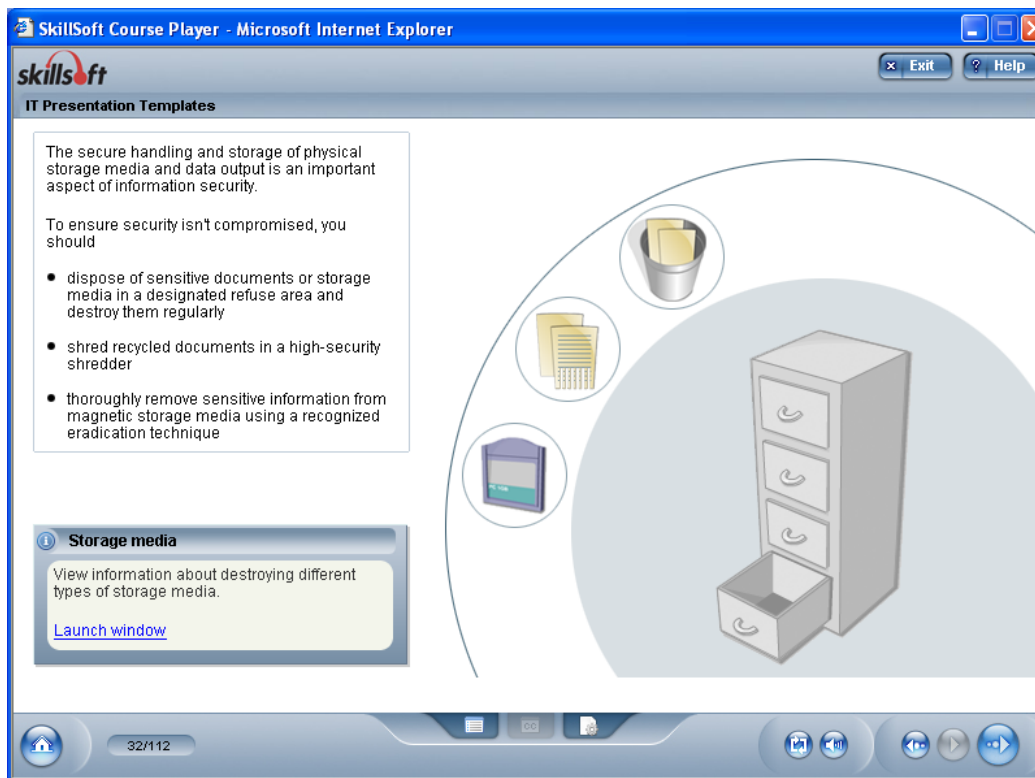 SkillSoft Course Player - Microsoft Internet Explorer
skillsoft
Exit
Help
IT Presentation Templates
The secure handling and storage of physical
storage media and data output is an important
aspect of information security.
To ensure security isn't compromised, you
should
dispose of sensitive documents or storage
media in a designated refuse area and
destroy them regularly
shred recycled documents in a high-security
shredder
thoroughly remove sensitive information from
magnetic storage media using a recognized
eradication technique
Storage media
View information about destroying different
types of storage media.
Launch window
CC
32/112